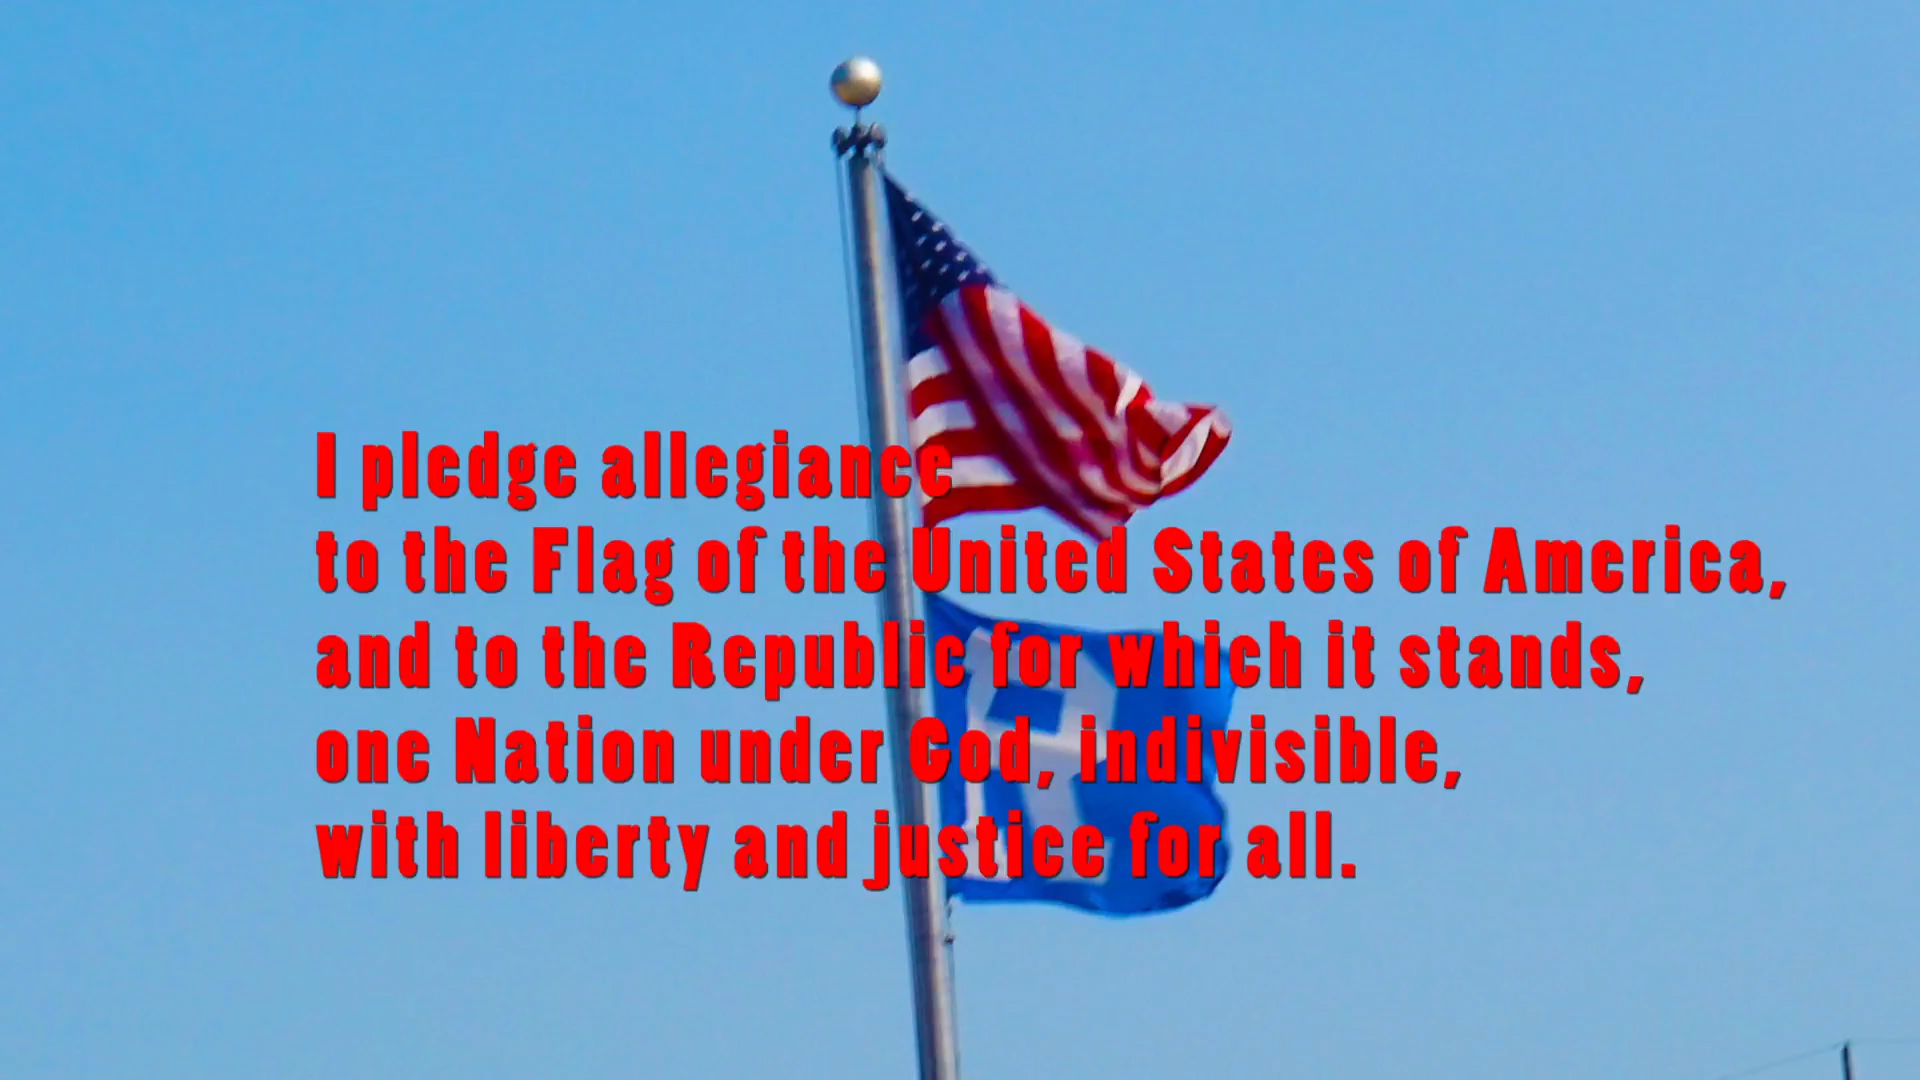 I pledge allegiance
to the Flag of the United States of America,
and to the Republic for which it stands,
one Nation under God, indivisible,
with liberty and justice for all.